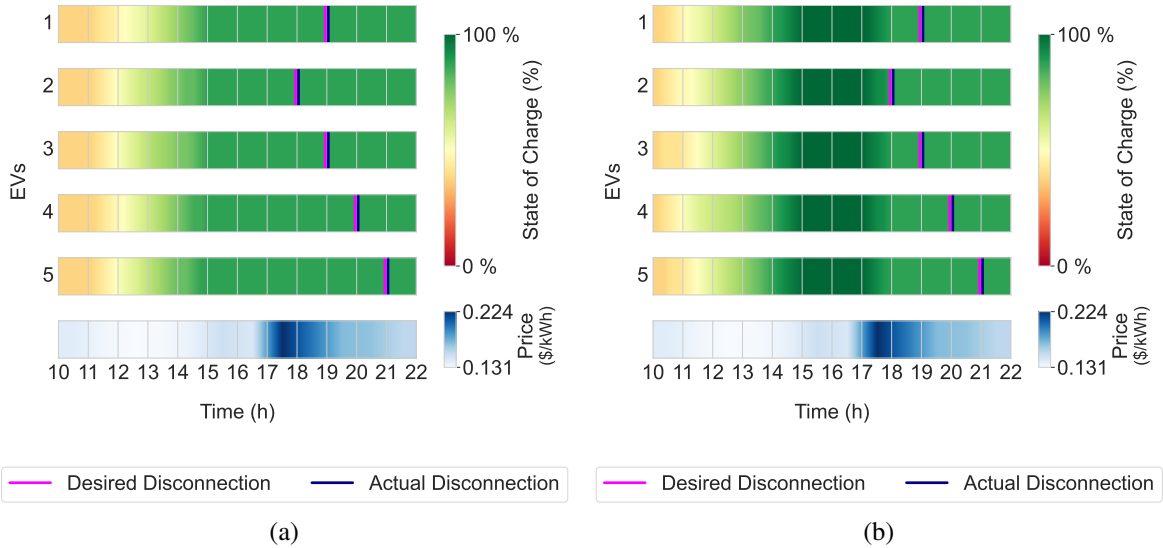 1
2
3
4
5
EVs
100 %
0 %
State of Charge (%)
0.224
0.131
Price
($/kWh)
10 11 12 13 14 15 16 17 18 19 20 21 22
Time (h)
Desired Disconnection Actual Disconnection
(a)
1
2
3
4
5
EVs
100 %
0 %
State of Charge (%)
0.224
0.131
Price
($/kWh)
10 11 12 13 14 15 16 17 18 19 20 21 22
Time (h)
Desired Disconnection Actual Disconnection
(b)